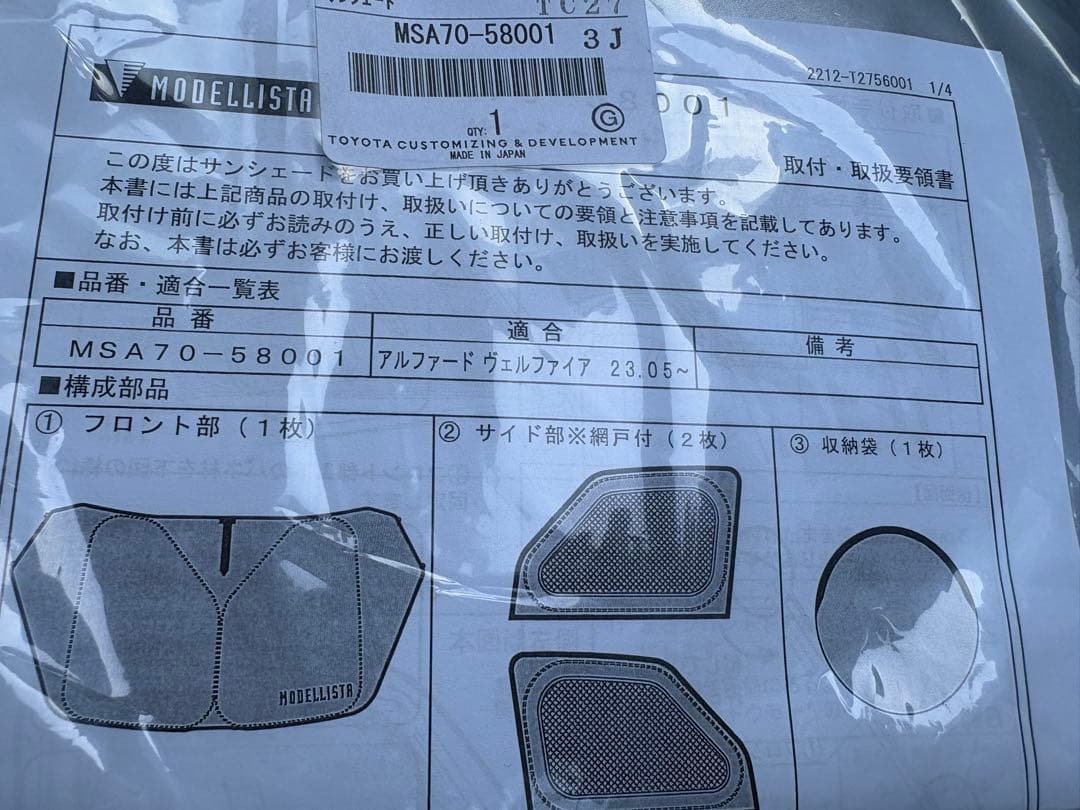 TC27
MSA70-58001 3J
QTY: 1 G
TOYOTA CUSTOMIZING & DEVELOPMENT
MADE IN JAPAN
2212-T2756001 1/4
MODELLISTA
8001
取付・取扱要領書
この度はサンシェードをお買い上げ頂きありがとうございます。
本書には上記商品の取付け、取扱いについての要領と注意事項を記載してあります。
取付け前に必ずお読みのうえ、正しい取付け、取扱いを実施してください。
なお、本書は必ずお客様にお渡しください。
■品番・適合一覧表
品番 適合 備考
MSA70-58001 アルファード ヴェルファイア 23.05~
■構成部品
① フロント部(1枚) ② サイド部※網戸付(2枚) ③ 収納袋(1枚)
MODELLISTA